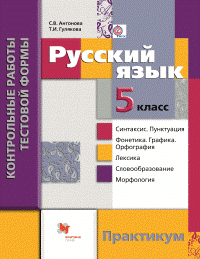 КОНТРОЛЬНЫЕ РАБОТЫ
ТЕСТОВОЙ ФОРМЫ
С.В. Антонова
Т.И. Гулякова
Русский
язык
5 класс
Синтаксис. Пунктуация
Фонетика. Графика.
Орфография
Лексика
Словообразование
Морфология
Практикум